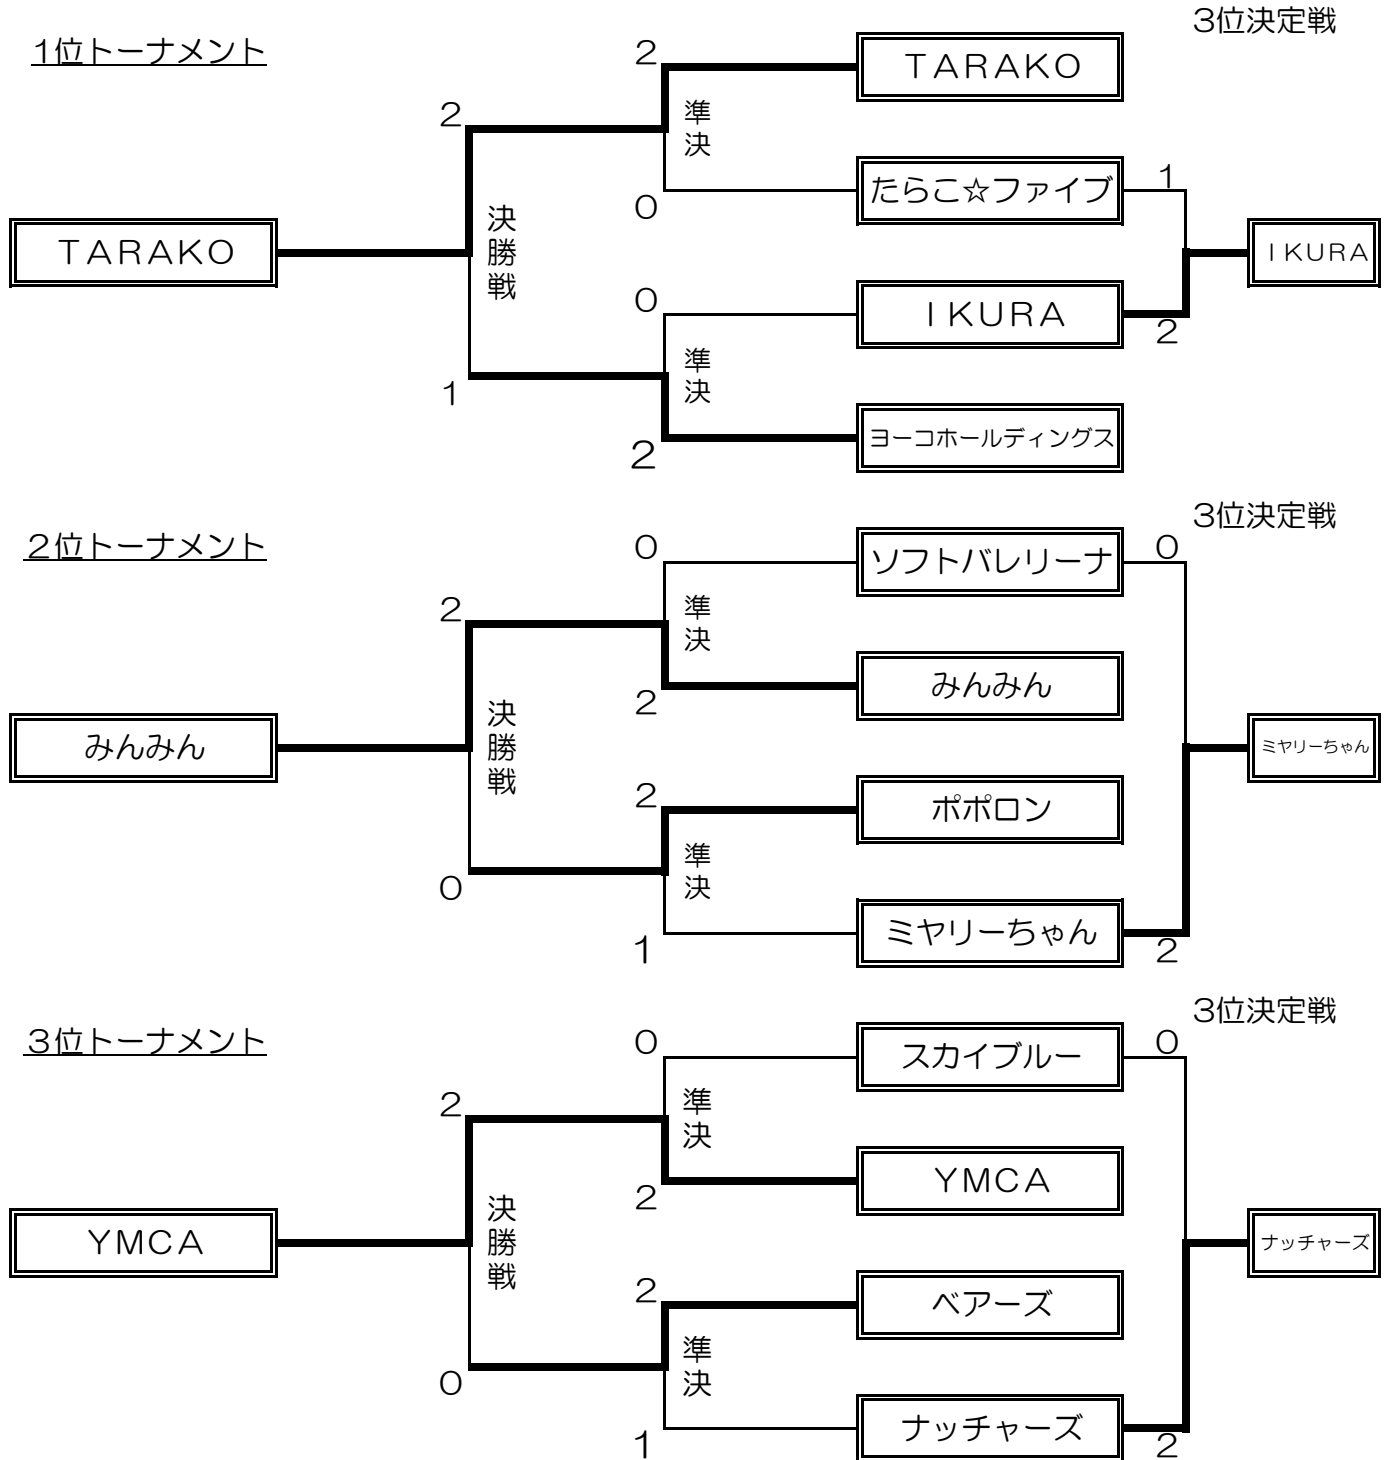 3位決定戦
1位トーナメント
2
ＴＡＲＡＫＯ
2
準決
たらこ☆ファイブ
1
0
決勝戦
ＴＡＲＡＫＯ
ＩＫＵＲＡ
0
ＩＫＵＲＡ
2
準決
1
ヨーコホールディングス
2
3位決定戦
２位トーナメント
0
ソフトバレリーナ
0
2
準決
みんみん
2
決勝戦
みんみん
ミヤリーちゃん
2
ポポロン
準決
0
ミヤリーちゃん
1
2
3位決定戦
３位トーナメント
0
スカイブルー
0
2
準決
ＹＭＣＡ
2
決勝戦
ＹＭＣＡ
ナッチャーズ
2
ベアーズ
準決
0
ナッチャーズ
1
2